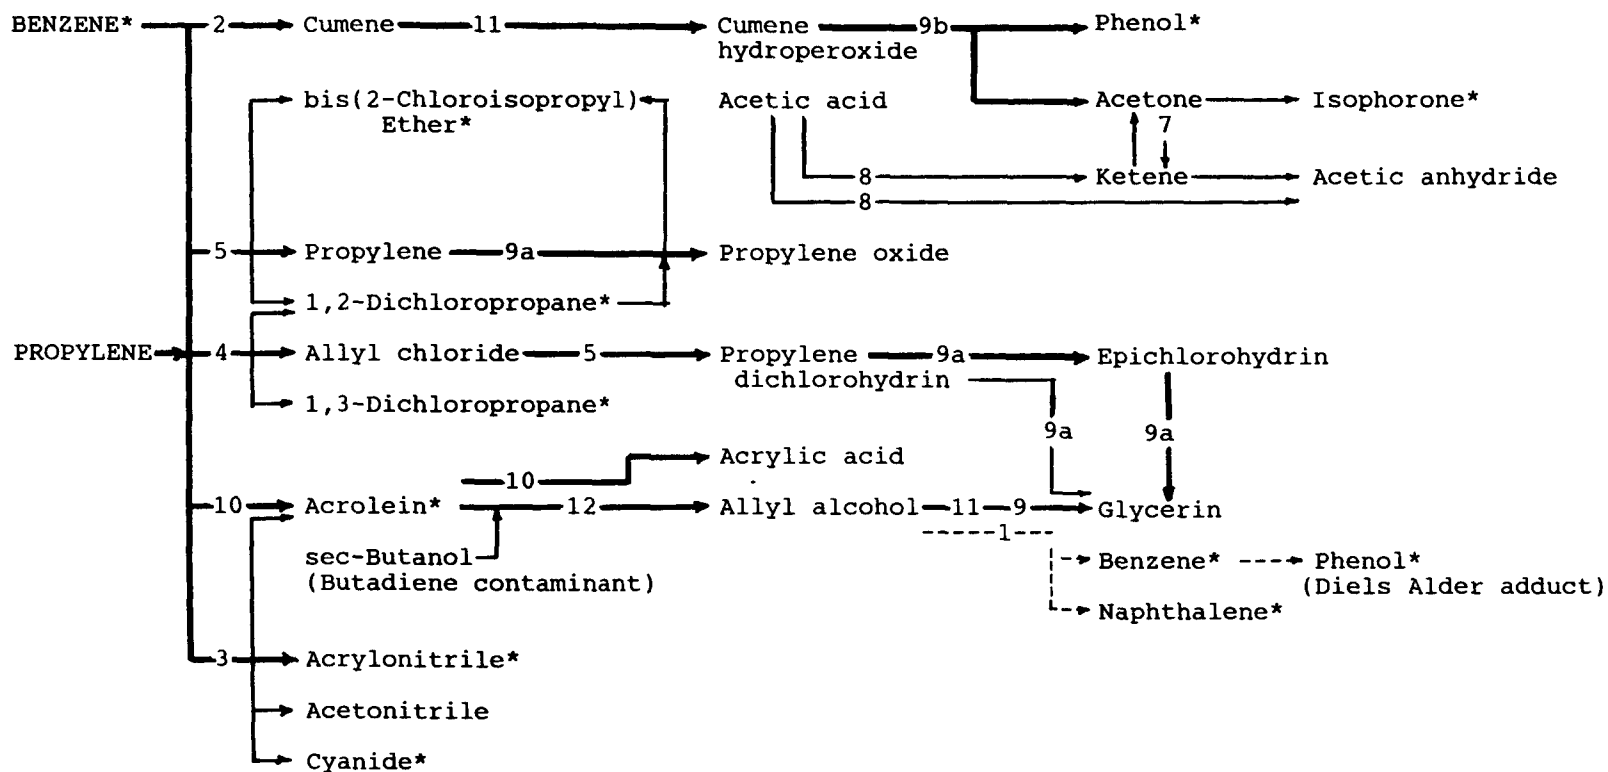 BENZENE* 2 Cumene 11 Cumene 9b Phenol*
hydroperoxide
bis(2-Chloroisopropyl) Acetic acid Acetone Isophorone*
Ether*
7
8 Ketene Acetic anhydride
8
5 Propylene 9a Propylene oxide
1,2-Dichloropropane*
PROPYLENE 4 Allyl chloride 5 Propylene 9a Epichlorohydrin
dichlorohydrin
1,3-Dichloropropane*
9a 9a
Acrylic acid
10
10 Acrolein* 12 Allyl alcohol 11 9 Glycerin
1
sec-Butanol Benzene* Phenol*
(Butadiene contaminant) (Diels Alder adduct)
Naphthalene*
3 Acrylonitrile*
Acetonitrile
Cyanide*